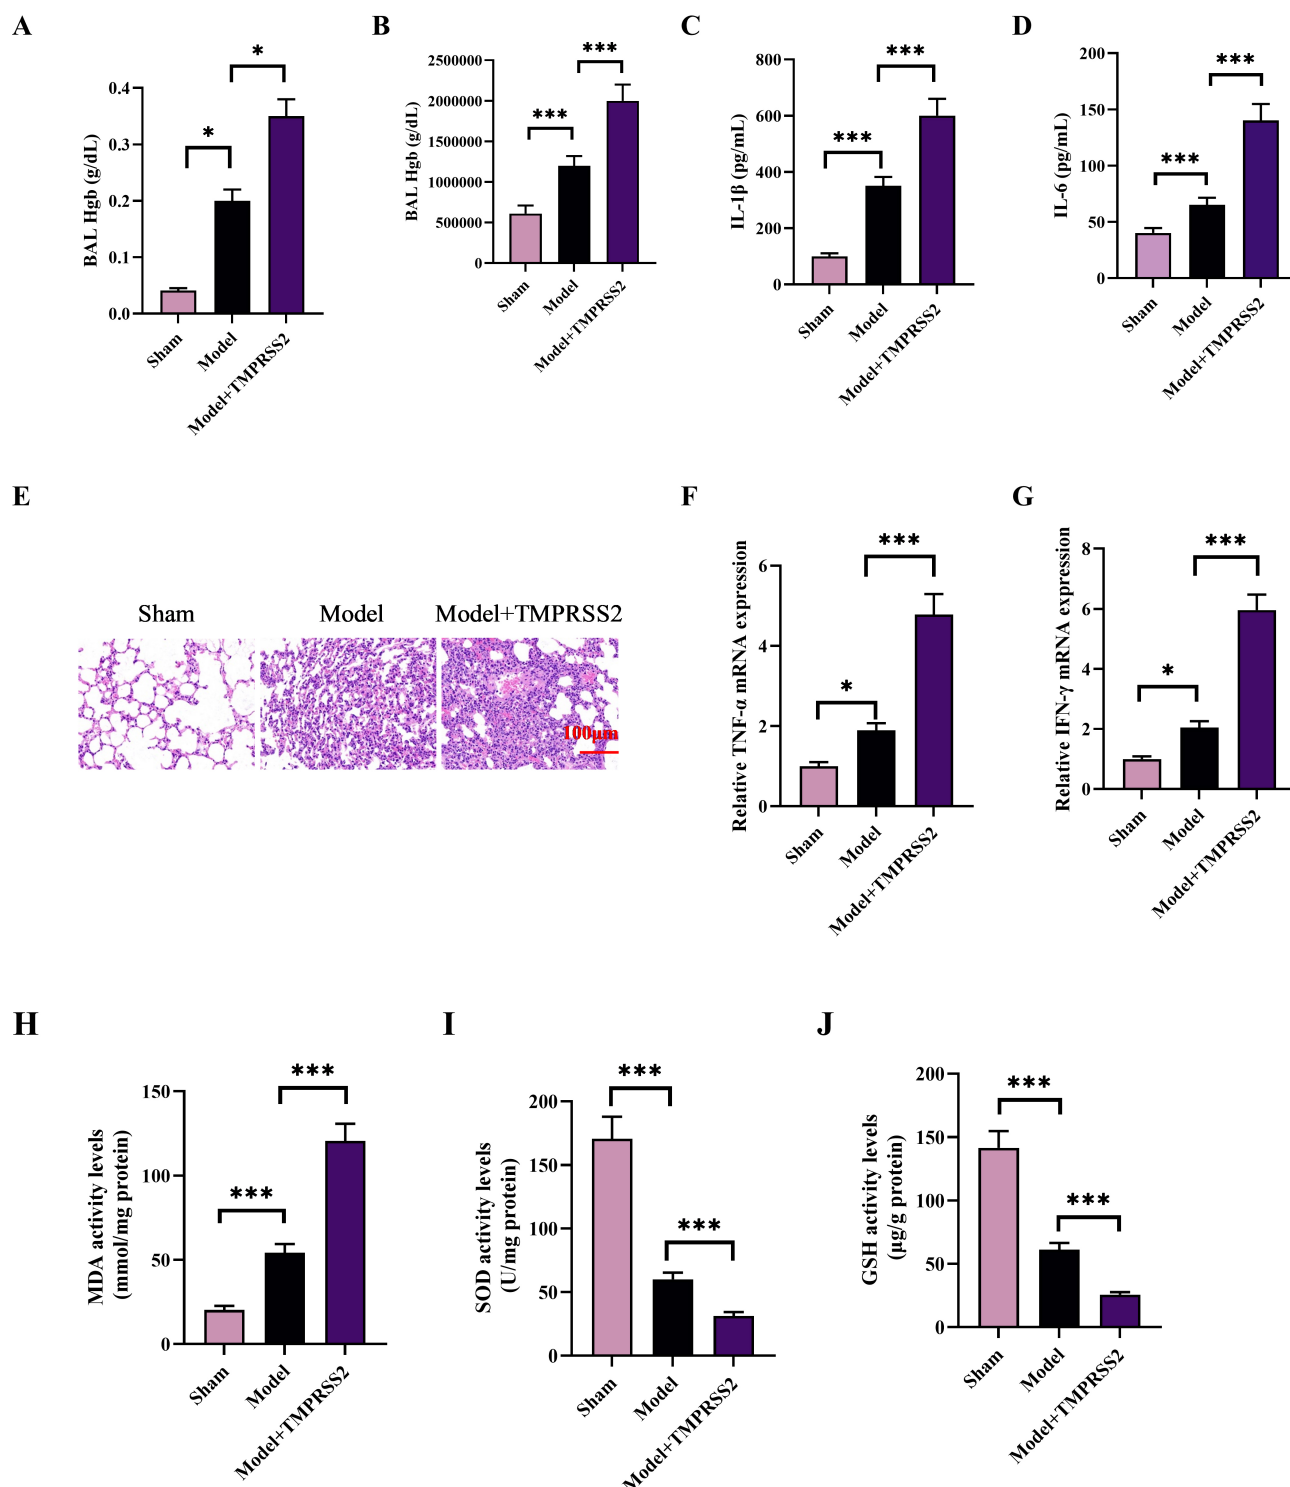 A
BAL Hgb (g/dL)
0.4
0.3
0.2
0.1
0.0
*
*
Sham
Model
Model+TMPRSS2
B
BAL Hgb (g/dL)
2500000
2000000
1500000
1000000
500000
0
***
***
Sham
Model
Model+TMPRSS2
C
IL-1β (pg/mL)
800
600
400
200
0
***
***
Sham
Model
Model+TMPRSS2
D
IL-6 (pg/mL)
200
150
100
50
0
***
***
Sham
Model
Model+TMPRSS2
E
Sham
Model
Model+TMPRSS2
100μm
F
Relative TNF-α mRNA expression
6
4
2
0
***
*
Sham
Model
Model+TMPRSS2
G
Relative IFN-γ mRNA expression
8
6
4
2
0
***
*
Sham
Model
Model+TMPRSS2
H
MDA activity levels
(mmol/mg protein)
150
100
50
0
***
***
Sham
Model
Model+TMPRSS2
I
SOD activity levels
(U/mg protein)
200
150
100
50
0
***
***
Sham
Model
Model+TMPRSS2
J
GSH activity levels
(μg/g protein)
200
150
100
50
0
***
***
Sham
Model
Model+TMPRSS2